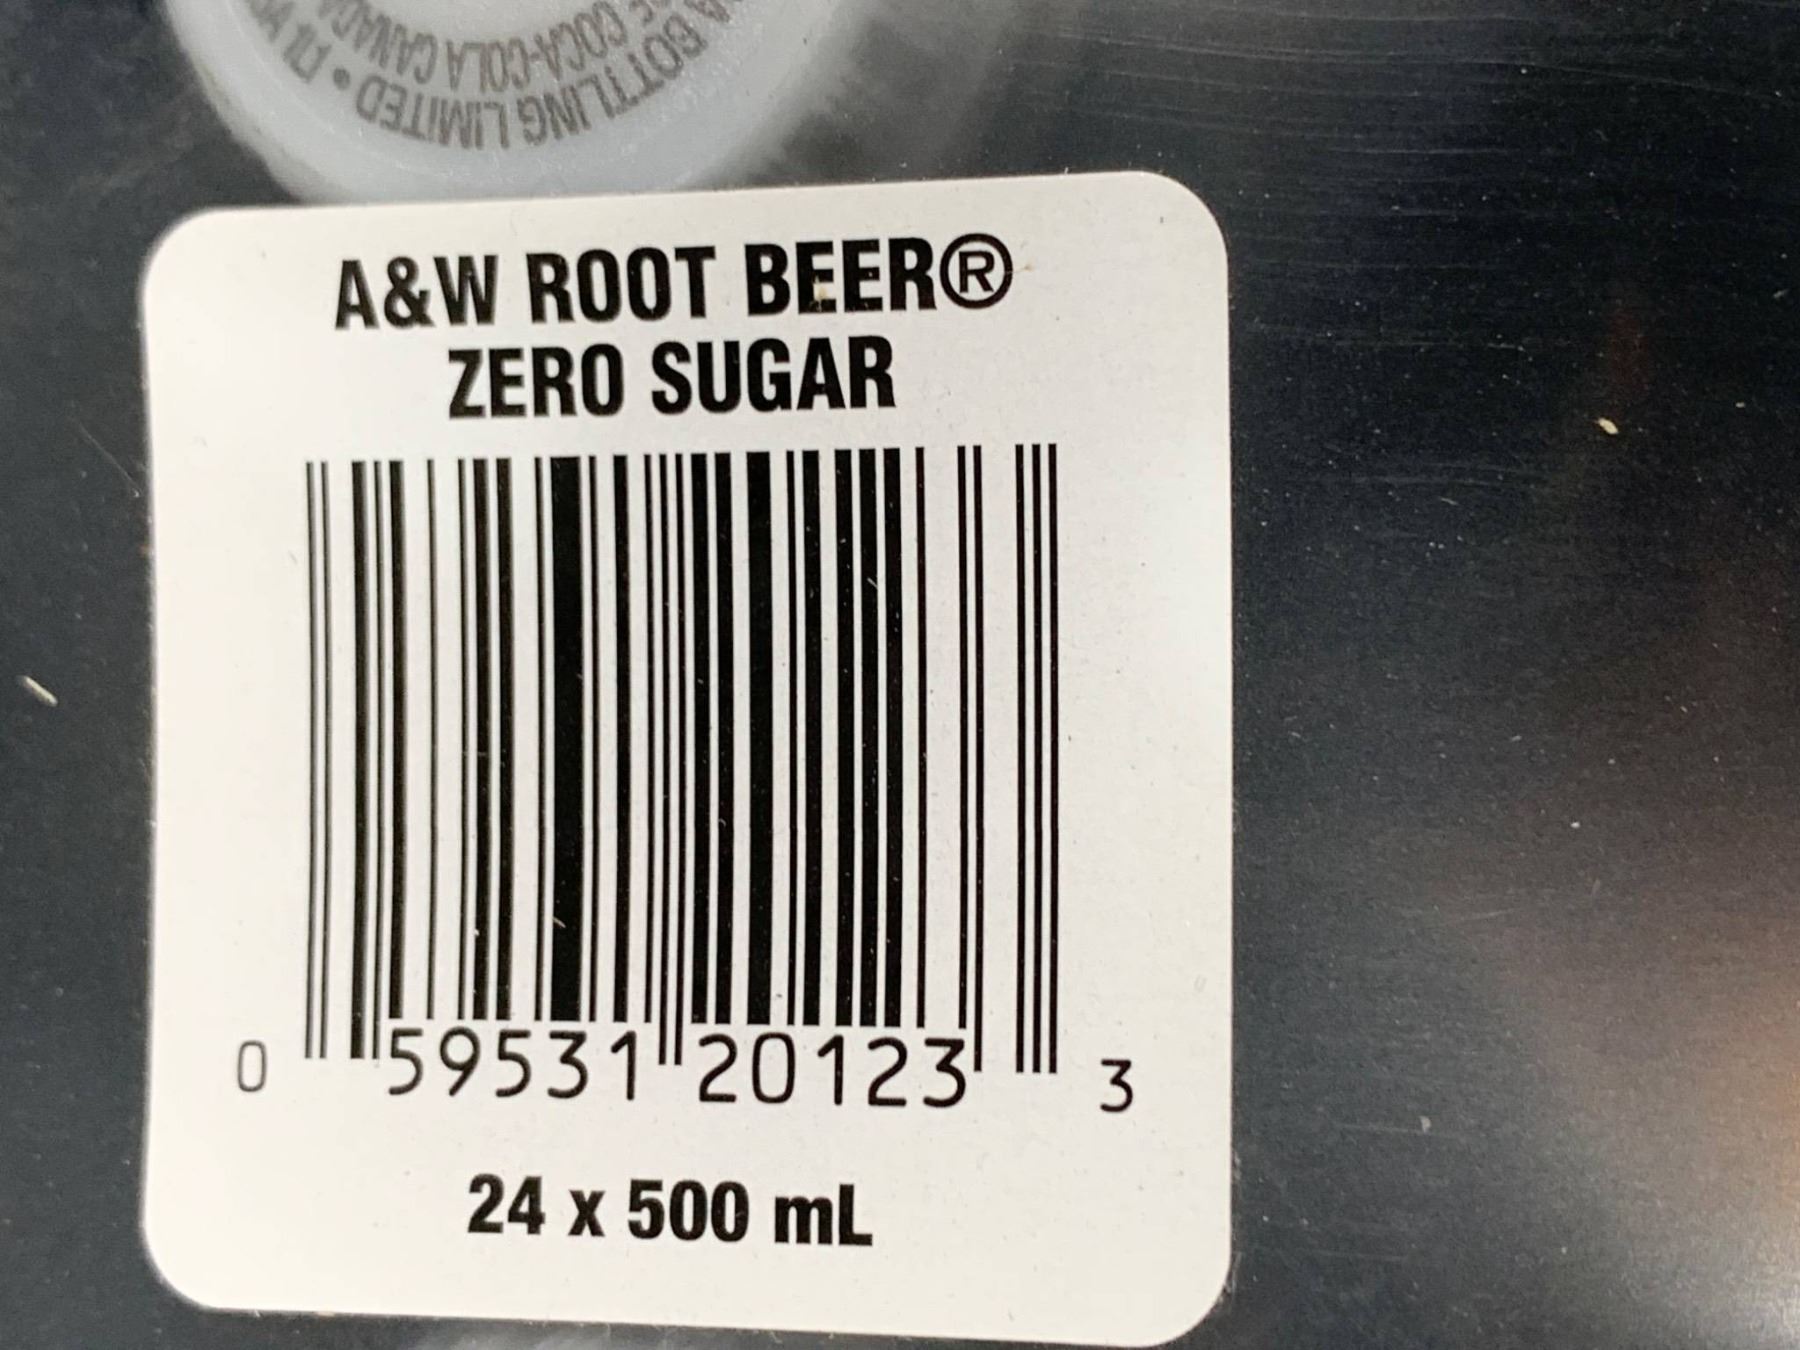 BOTTLING LIMITED •
COCA-COLA CANADA
A&W ROOT BEER®
ZERO SUGAR
0 59531 20123 3
24 x 500 mL